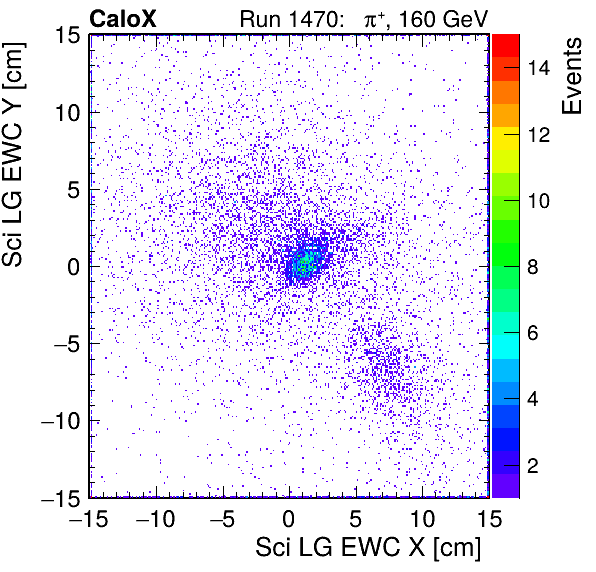 CaloX Run 1470: π⁺, 160 GeV
Sci LG EWC Y [cm]
15
10
5
0
−5
−10
−15
−15 −10 −5 0 5 10 15
Sci LG EWC X [cm]
Events
14
12
10
8
6
4
2